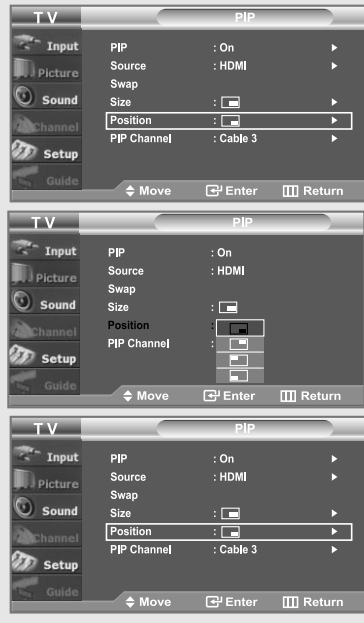 TV PIP
Input
Picture
Sound
Channel
Setup
Guide
PIP : On
Source : HDMI
Swap
Size :
Position :
PIP Channel : Cable 3
Move Enter Return
TV PIP
Input
Picture
Sound
Channel
Setup
Guide
PIP : On
Source : HDMI
Swap
Size :
Position :
PIP Channel :
Move Enter Return
TV PIP
Input
Picture
Sound
Channel
Setup
Guide
PIP : On
Source : HDMI
Swap
Size :
Position :
PIP Channel : Cable 3
Move Enter Return